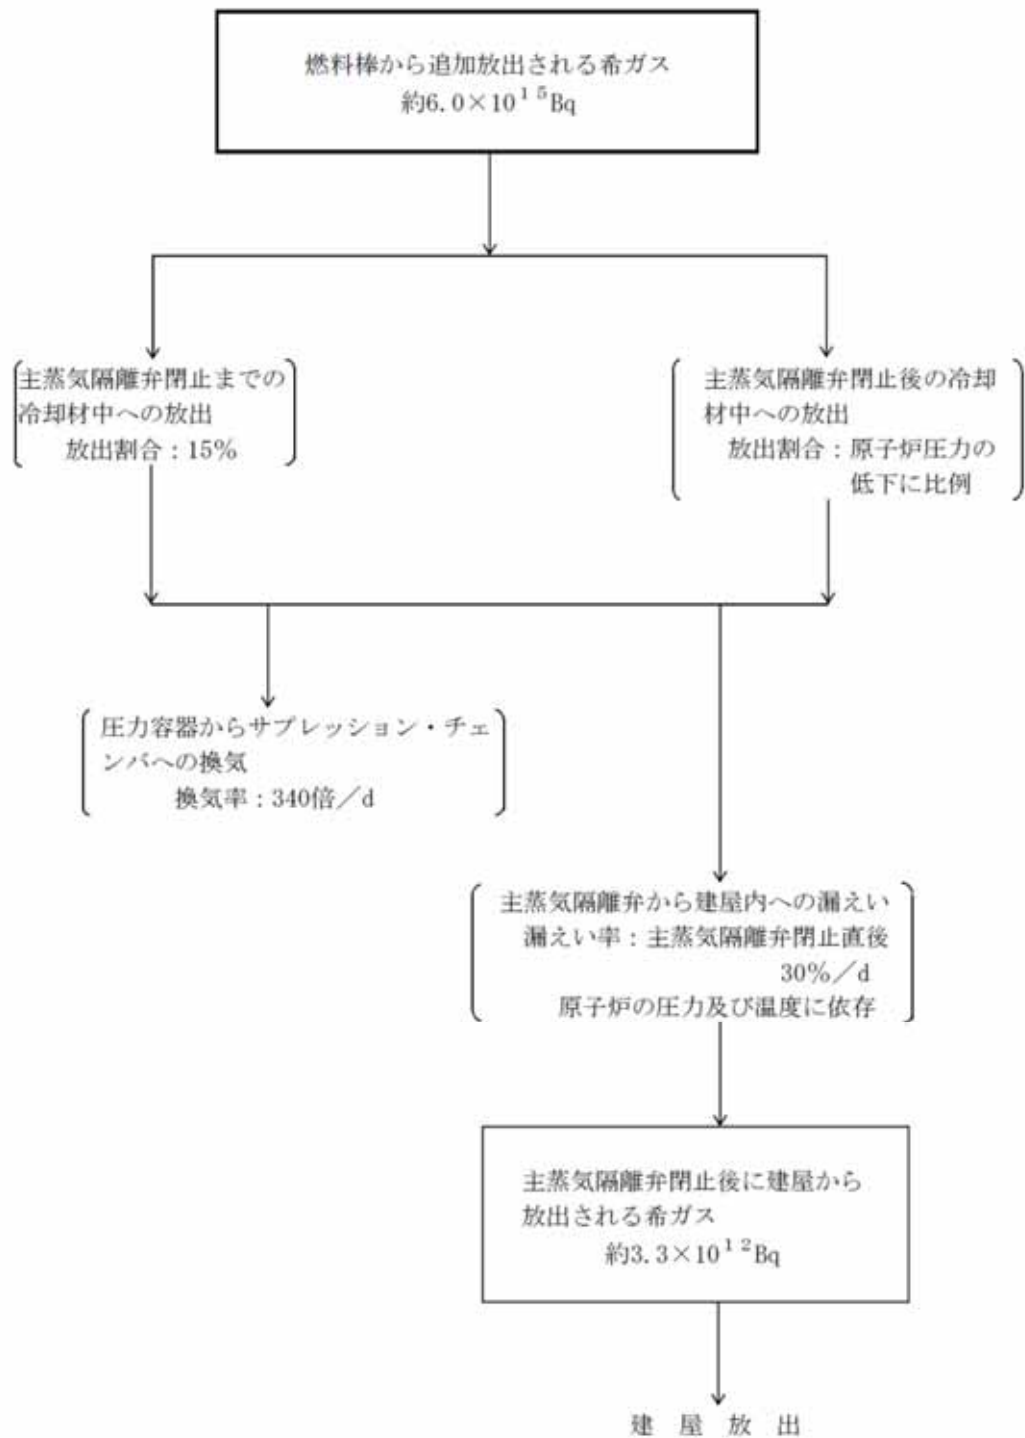 燃料棒から追加放出される希ガス
約6.0×10¹⁵Bq
主蒸気隔離弁閉止までの
冷却材中への放出
放出割合：15%
主蒸気隔離弁閉止後の冷却
材中への放出
放出割合：原子炉圧力の
低下に比例
圧力容器からサプレッション・チェ
ンバへの換気
換気率：340倍／d
主蒸気隔離弁から建屋内への漏えい
漏えい率：主蒸気隔離弁閉止直後
30%／d
原子炉の圧力及び温度に依存
主蒸気隔離弁閉止後に建屋から
放出される希ガス
約3.3×10¹²Bq
建 屋 放 出